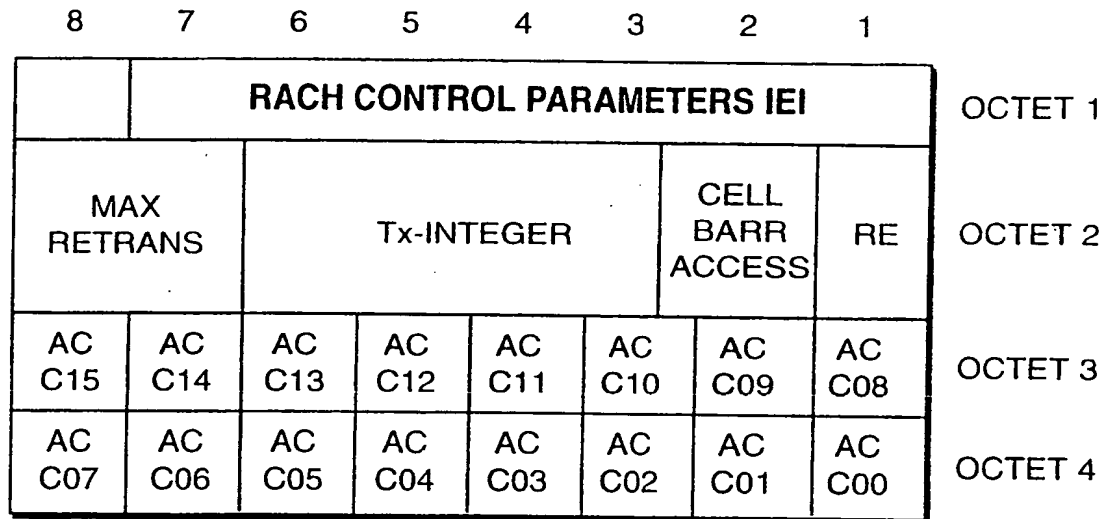 8 7 6 5 4 3 2 1
RACH CONTROL PARAMETERS IEI OCTET 1
MAX RETRANS Tx-INTEGER CELL BARR ACCESS RE OCTET 2
AC C15 AC C14 AC C13 AC C12 AC C11 AC C10 AC C09 AC C08 OCTET 3
AC C07 AC C06 AC C05 AC C04 AC C03 AC C02 AC C01 AC C00 OCTET 4